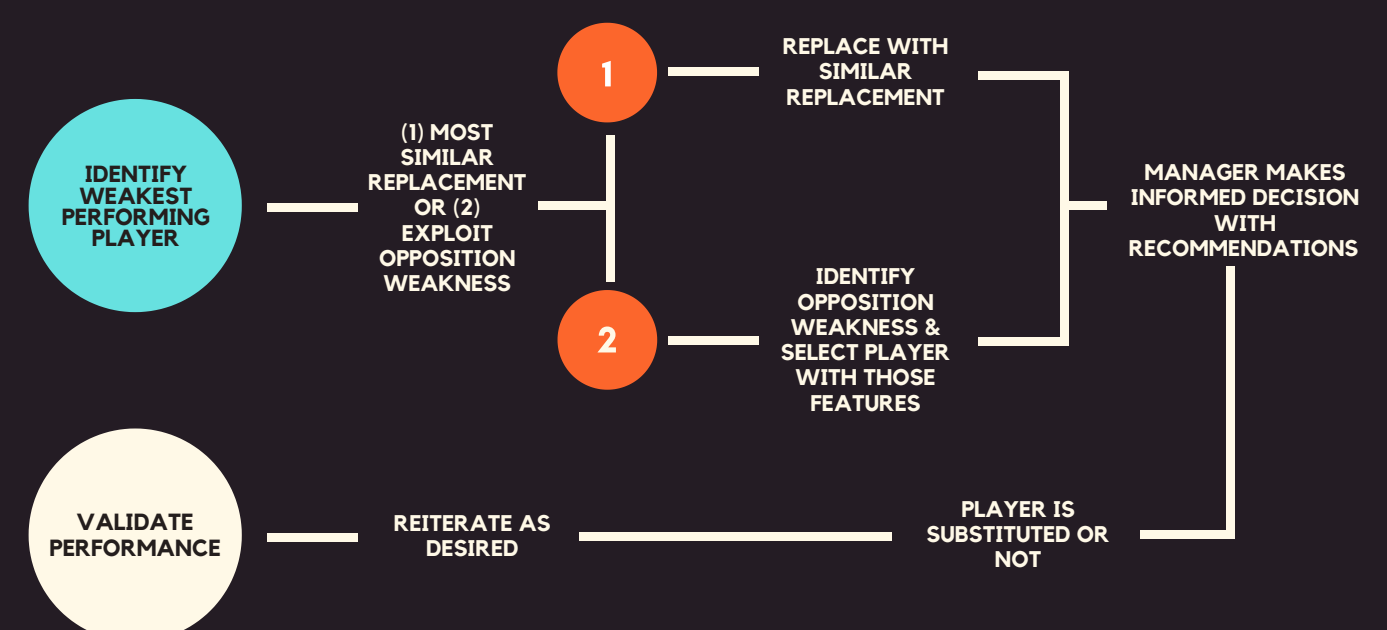 IDENTIFY
WEAKEST
PERFORMING
PLAYER
(1) MOST
SIMILAR
REPLACEMENT
OR (2)
EXPLOIT
OPPOSITION
WEAKNESS
1
REPLACE WITH
SIMILAR
REPLACEMENT
2
IDENTIFY
OPPOSITION
WEAKNESS &
SELECT PLAYER
WITH THOSE
FEATURES
MANAGER MAKES
INFORMED DECISION
WITH
RECOMMENDATIONS
PLAYER IS
SUBSTITUTED OR
NOT
REITERATE AS
DESIRED
VALIDATE
PERFORMANCE